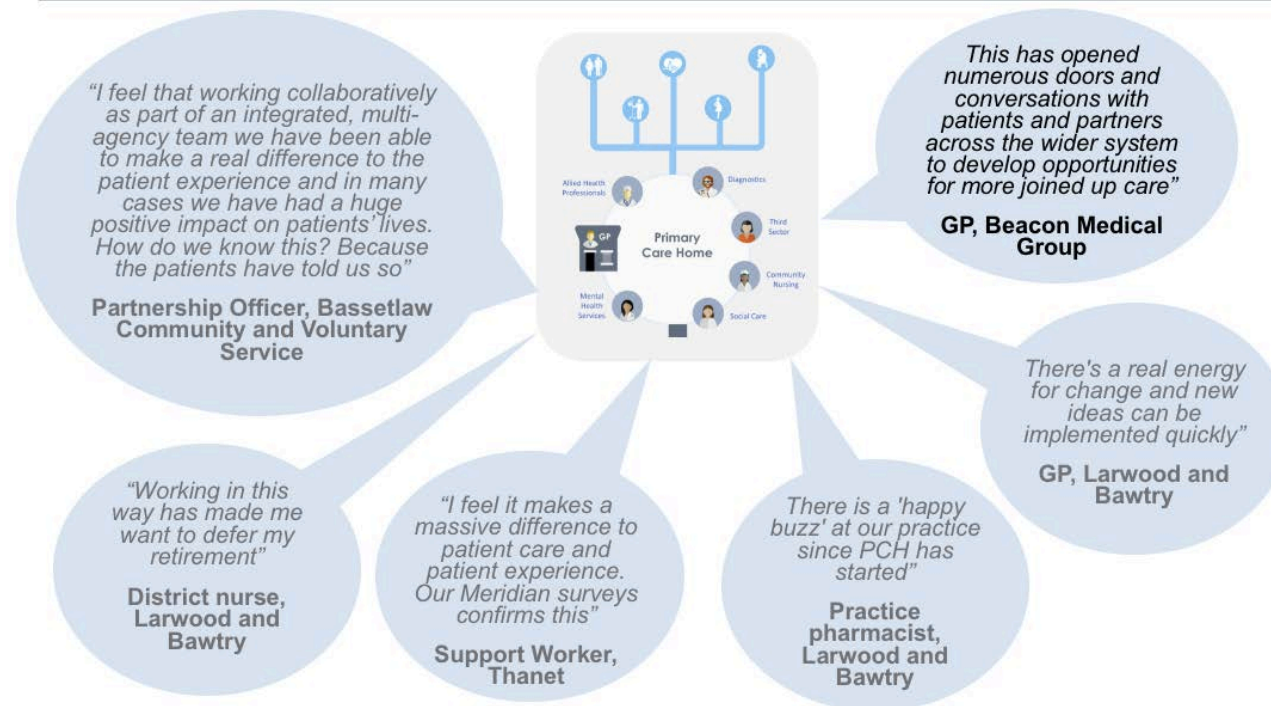 “I feel that working collaboratively
as part of an integrated, multi-
agency team we have been able
to make a real difference to the
patient experience and in many
cases we have had a huge
positive impact on patients’ lives.
How do we know this? Because
the patients have told us so”
Partnership Officer, Bassetlaw
Community and Voluntary
Service
Allied Health
Professionals
Diagnostics
GP
Third
Sector
Primary
Care Home
Community
Nursing
Mental
Health
Services
Social Care
This has opened
numerous doors and
conversations with
patients and partners
across the wider system
to develop opportunities
for more joined up care”
GP, Beacon Medical
Group
There's a real energy
for change and new
ideas can be
implemented quickly”
GP, Larwood and
Bawtry
“Working in this
way has made me
want to defer my
retirement”
District nurse,
Larwood and
Bawtry
“I feel it makes a
massive difference to
patient care and
patient experience.
Our Meridian surveys
confirms this”
Support Worker,
Thanet
There is a 'happy
buzz' at our practice
since PCH has
started”
Practice
pharmacist,
Larwood and
Bawtry